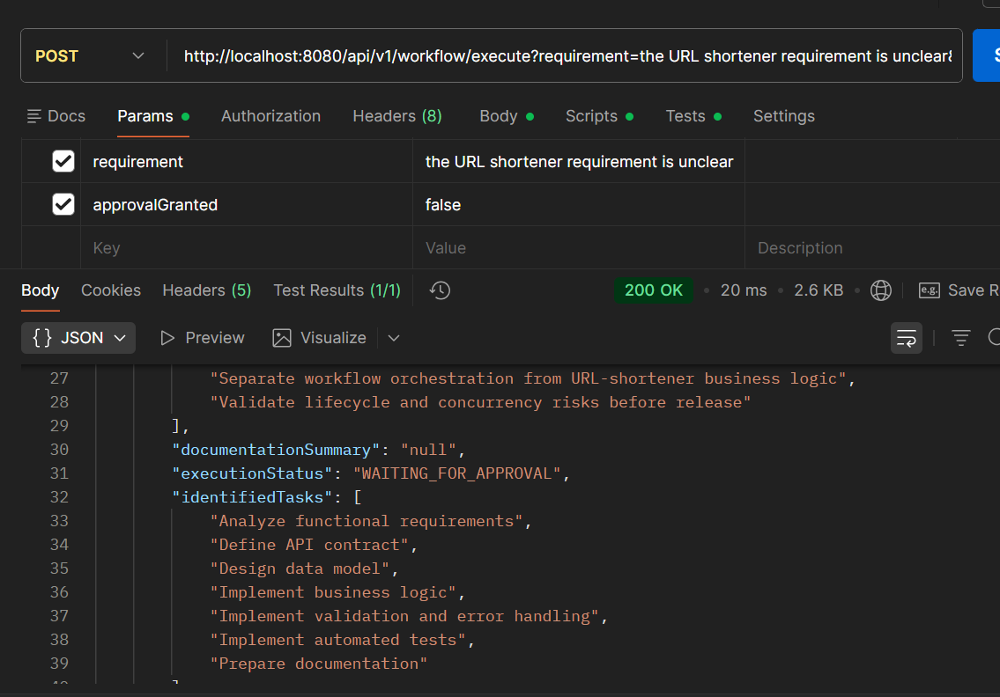 POST http://localhost:8080/api/v1/workflow/execute?requirement=the URL shortener requirement is unclear&
Docs Params Authorization Headers (8) Body Scripts Tests Settings
requirement the URL shortener requirement is unclear
approvalGranted false
Key Value Description
Body Cookies Headers (5) Test Results (1/1) 200 OK • 20 ms • 2.6 KB • e.g. Save R
{} JSON Preview Visualize
27 "Separate workflow orchestration from URL-shortener business logic",
28 "Validate lifecycle and concurrency risks before release"
29 ],
30 "documentationSummary": "null",
31 "executionStatus": "WAITING_FOR_APPROVAL",
32 "identifiedTasks": [
33 "Analyze functional requirements",
34 "Define API contract",
35 "Design data model",
36 "Implement business logic",
37 "Implement validation and error handling",
38 "Implement automated tests",
39 "Prepare documentation"